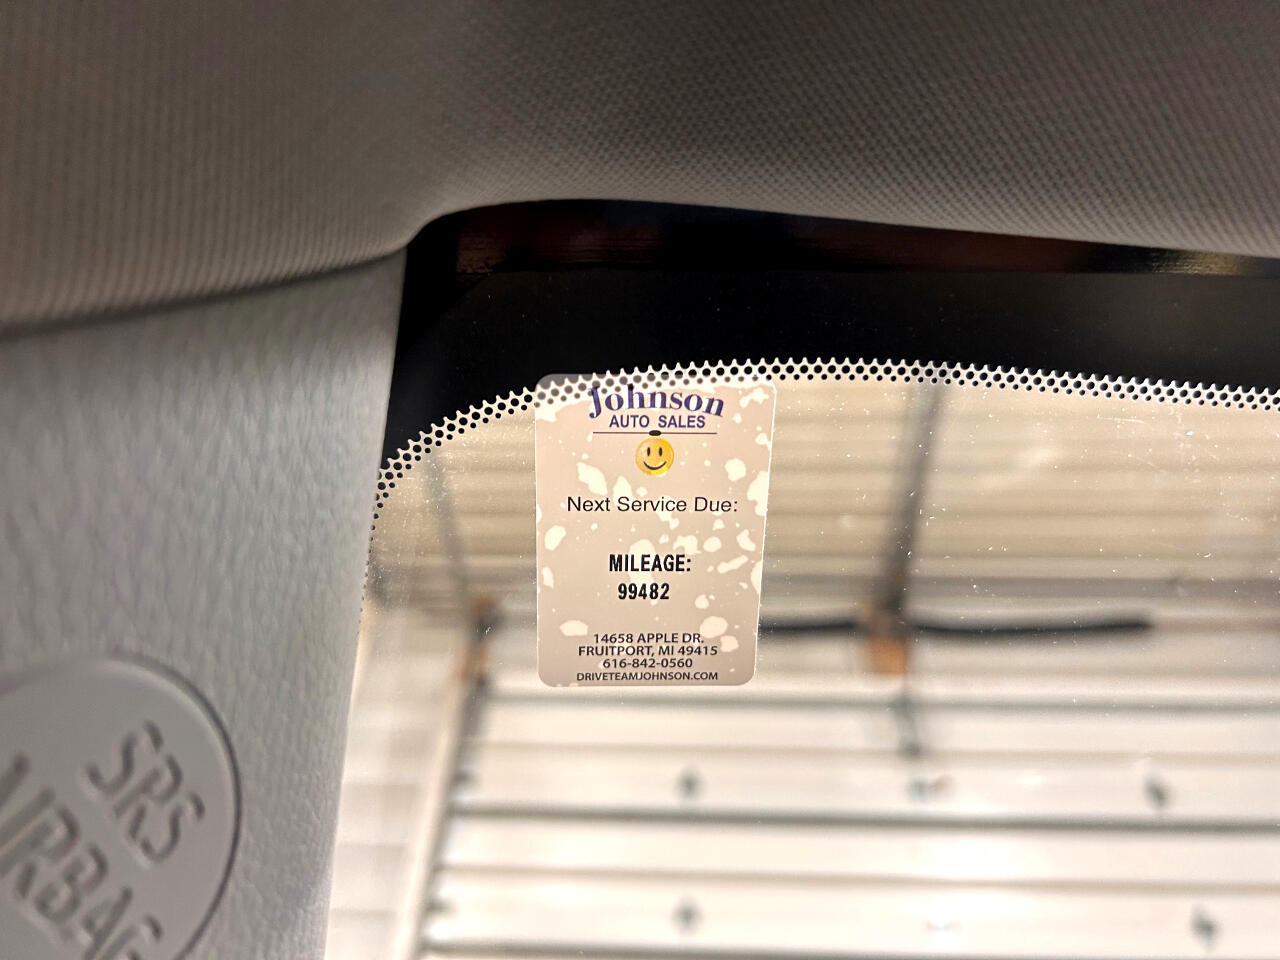 Johnson
AUTO SALES
Next Service Due:
MILEAGE:
99482
14658 APPLE DR.
FRUITPORT, MI 49415
616-842-0560
DRIVETEAMJOHNSON.COM
SRS
AIRBAG